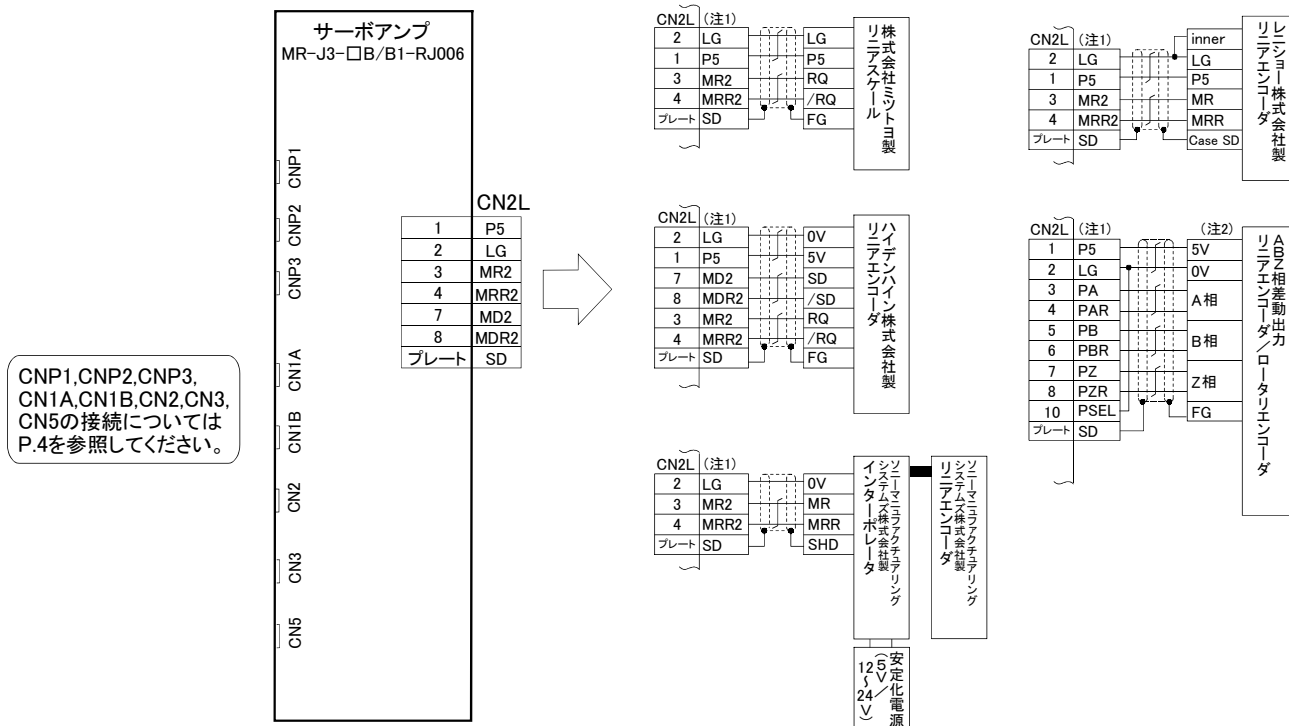 サーボアンプ
MR-J3-□B/B1-RJ006
CNP1
CNP2
CNP3
CN1A
CN1B
CN2
CN3
CN5
CN2L
1 P5
2 LG
3 MR2
4 MRR2
7 MD2
8 MDR2
プレート SD
CNP1,CNP2,CNP3,
CN1A,CN1B,CN2,CN3,
CN5の接続については
P.4を参照してください。
CN2L (注1)
2 LG LG
1 P5 P5
3 MR2 RQ
4 MRR2 /RQ
プレート SD FG
株式会社ミツトヨ製
リニアスケール
CN2L (注1)
2 LG 0V
1 P5 5V
7 MD2 SD
8 MDR2 /SD
3 MR2 RQ
4 MRR2 /RQ
プレート SD FG
ハイデンハイン株式会社製
リニアエンコーダ
CN2L (注1)
2 LG 0V
3 MR2 MR
4 MRR2 MRR
プレート SD SHD
ソニーマニュファクチュアリング
システムズ株式会社製
インターポレータ
ソニーマニュファクチュアリング
システムズ株式会社製
リニアエンコーダ
安定化電源
(5V/
12~24V)
CN2L (注1)
inner
2 LG LG
1 P5 P5
3 MR2 MR
4 MRR2 MRR
プレート SD Case SD
レニショー株式会社製
リニアエンコーダ
CN2L (注1) (注2)
1 P5 5V
2 LG 0V
3 PA A相
4 PAR
5 PB B相
6 PBR
7 PZ Z相
8 PZR
10 PSEL FG
プレート SD
ABZ相差動出力
リニアエンコーダ/ロータリエンコーダ